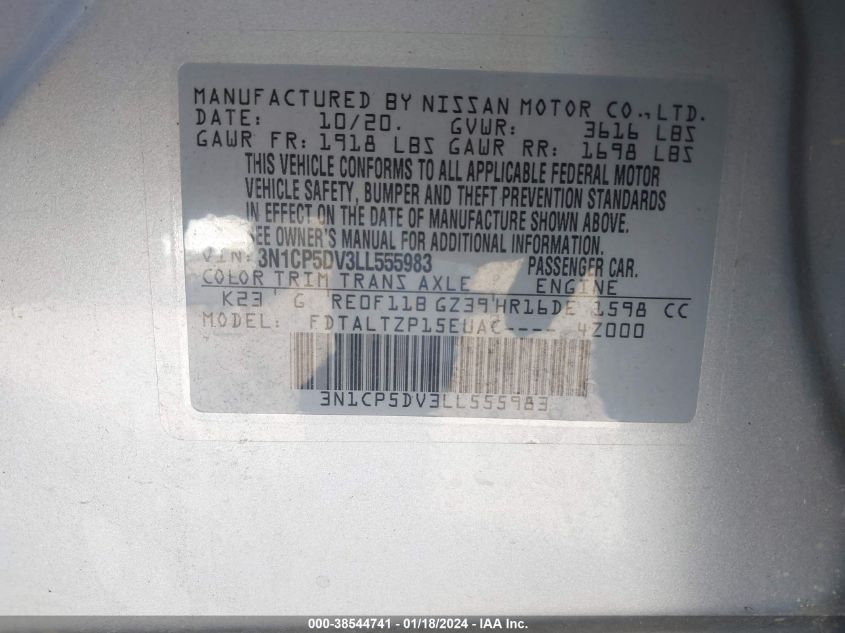 MANUFACTURED BY NISSAN MOTOR CO., LTD.
DATE: 10/20. GVWR: 3616 LBS
GAWR FR: 1918 LBS GAWR RR: 1698 LBS
THIS VEHICLE CONFORMS TO ALL APPLICABLE FEDERAL MOTOR
VEHICLE SAFETY, BUMPER AND THEFT PREVENTION STANDARDS
IN EFFECT ON THE DATE OF MANUFACTURE SHOWN ABOVE.
SEE OWNER'S MANUAL FOR ADDITIONAL INFORMATION.
VIN: 3N1CP5DV3LL555983 PASSENGER CAR.
COLOR TRIM TRANS AXLE ENGINE
K23 G RE0F11B GZ39 HR16DE 1598 CC
MODEL: FDTALTZP15EUAC---- 4Z000
3N1CP5DV3LL555983
000-38544741 - 01/18/2024 - IAA Inc.